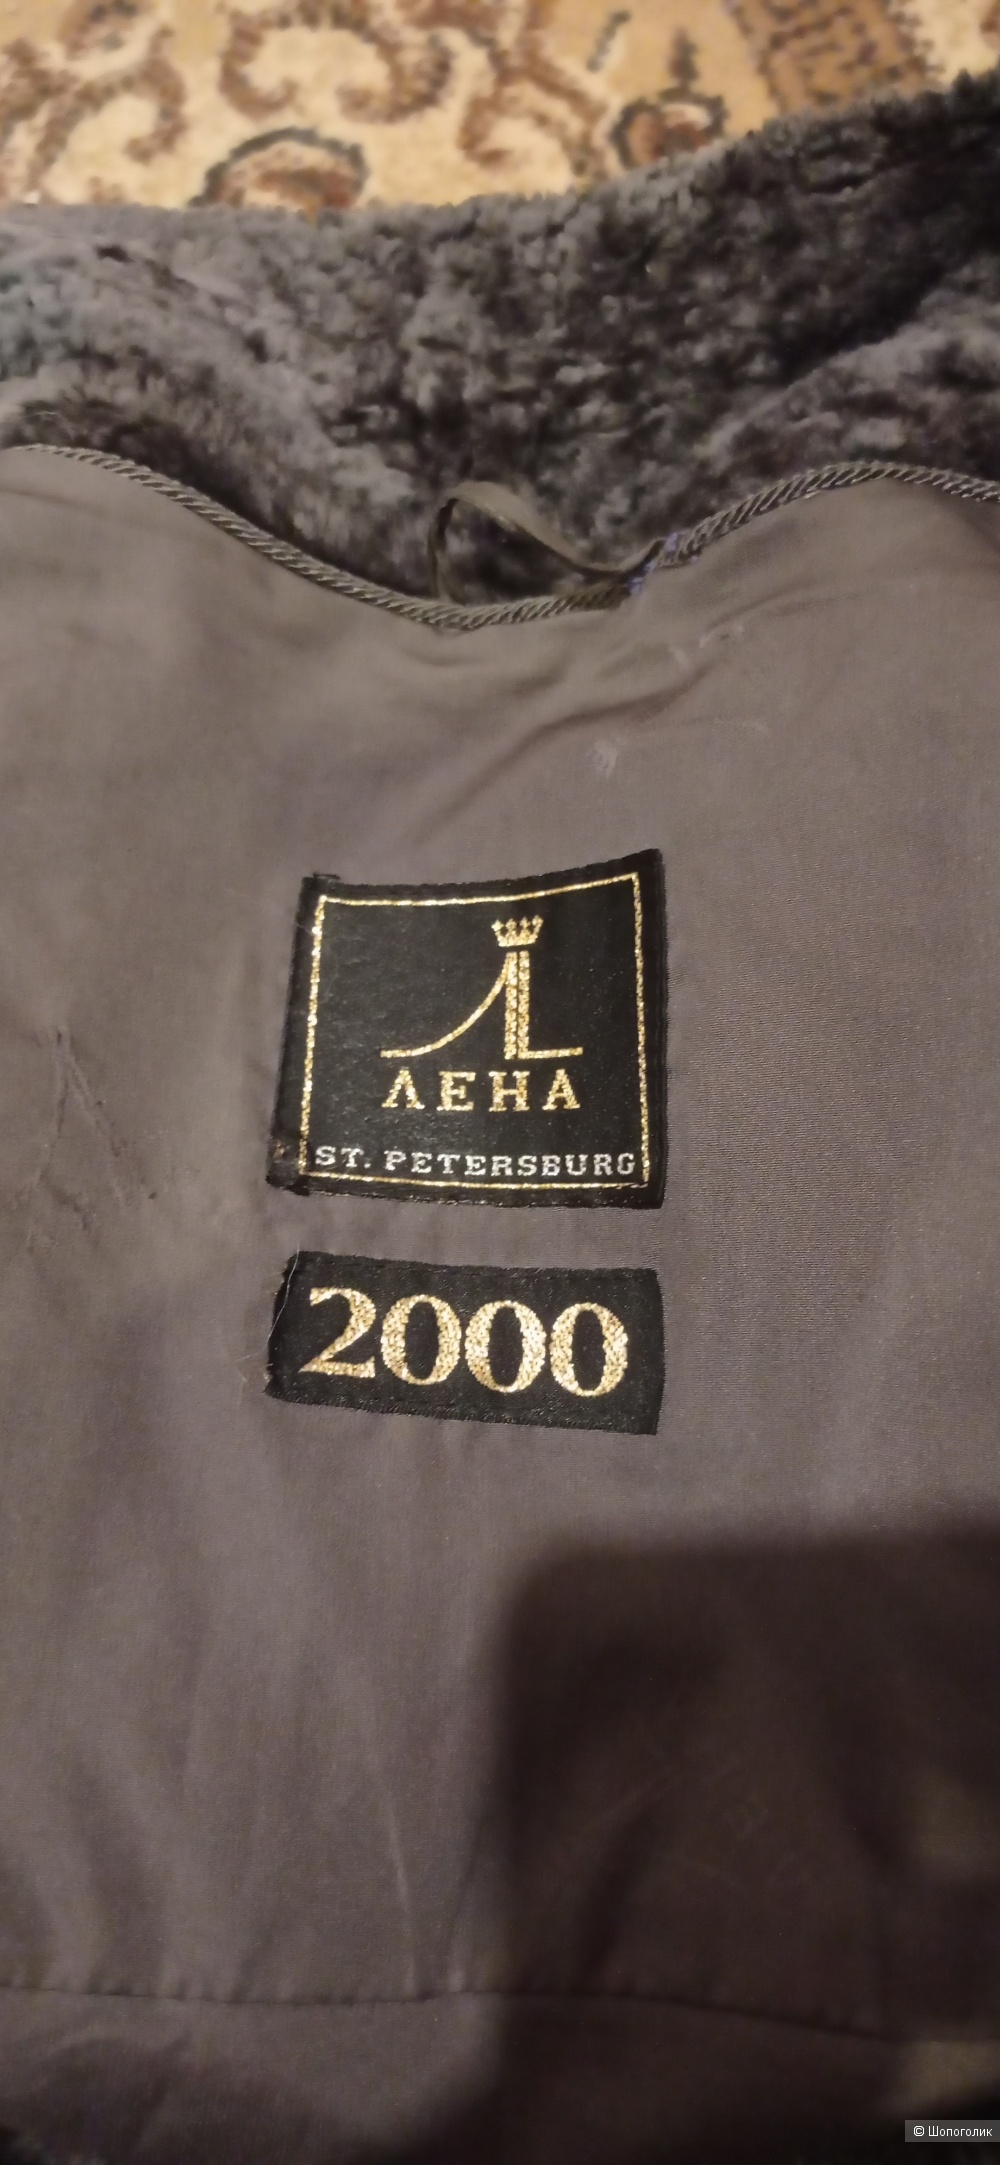 ЛЕНА
ST. PETERSBURG
2000
© Шопоголик